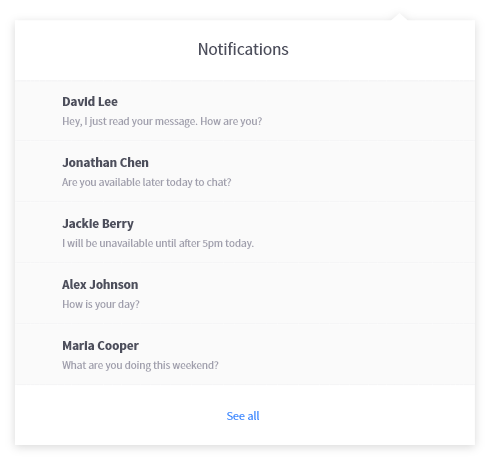 Notifications
David Lee
Hey, I just read your message. How are you?
Jonathan Chen
Are you available later today to chat?
Jackie Berry
I will be unavailable until after 5pm today.
Alex Johnson
How is your day?
Maria Cooper
What are you doing this weekend?
See all